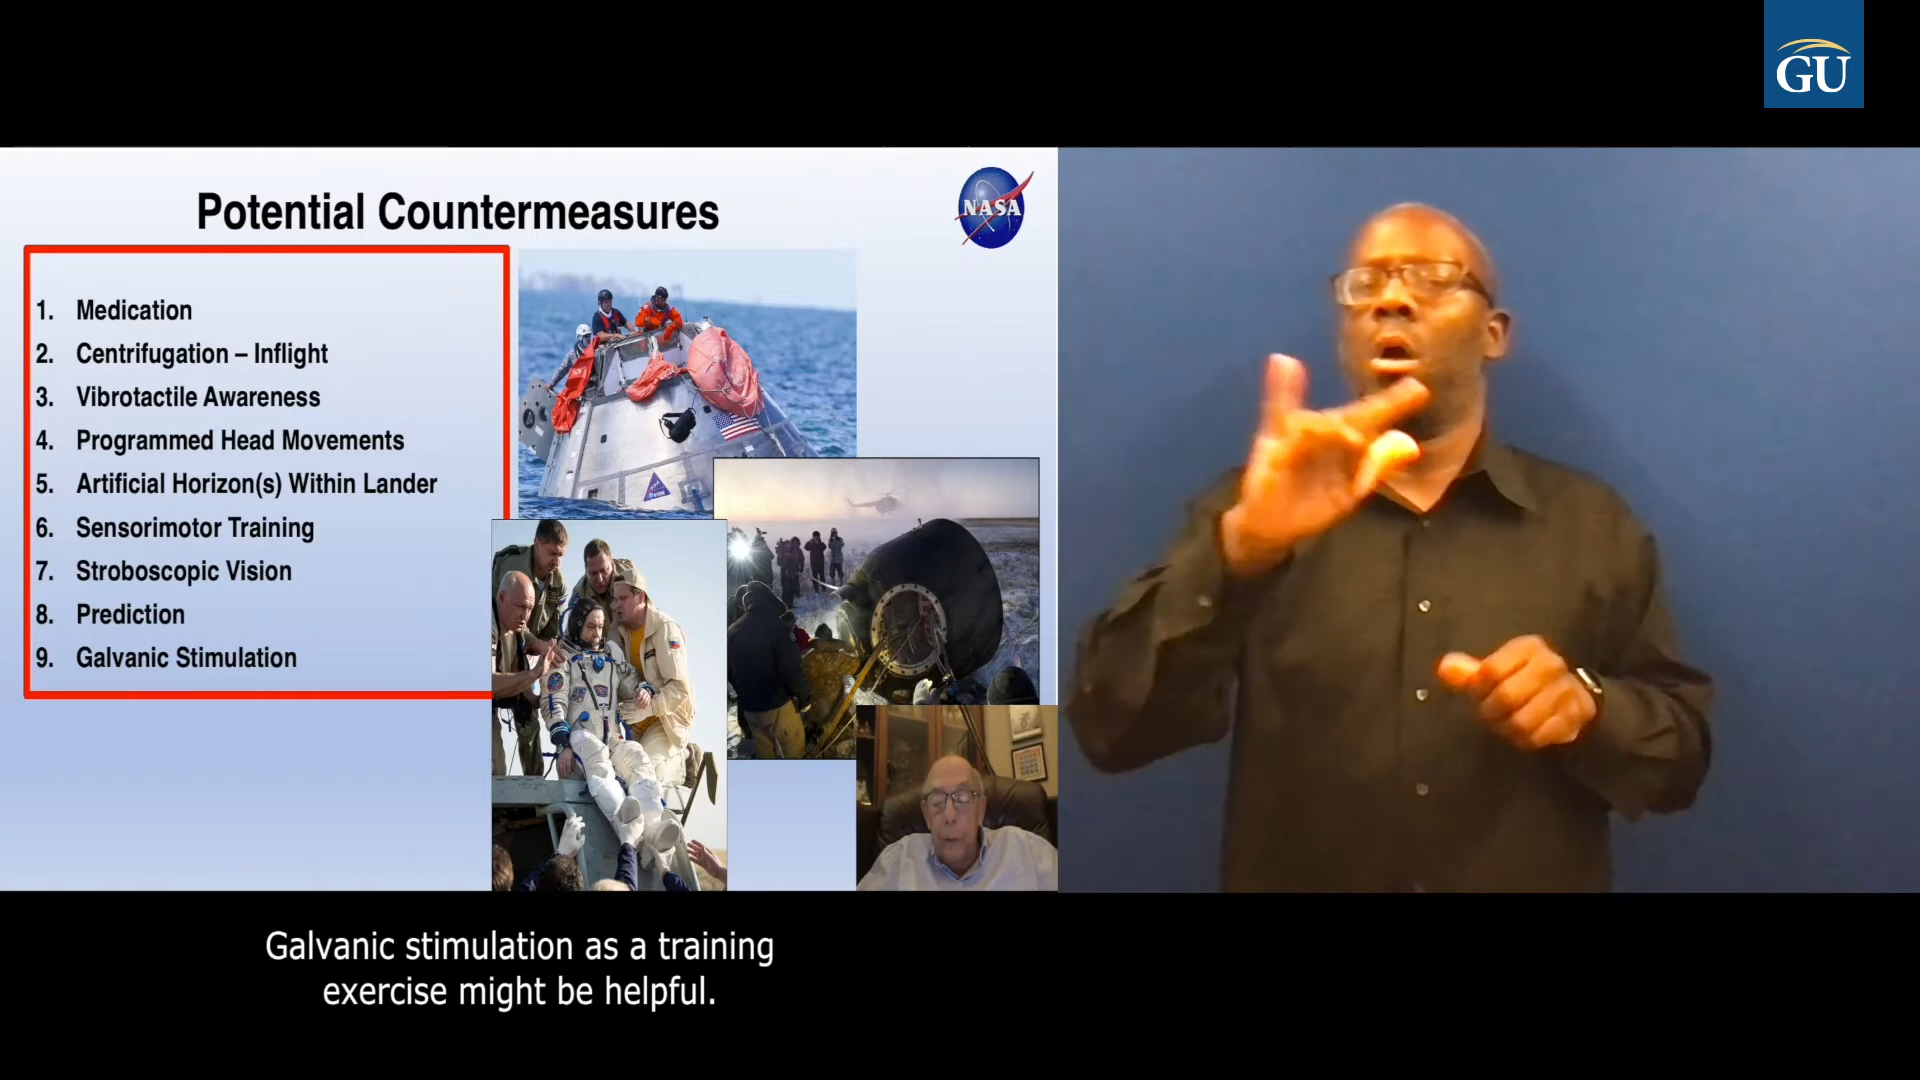 GU
Potential Countermeasures
NASA
1. Medication
2. Centrifugation – Inflight
3. Vibrotactile Awareness
4. Programmed Head Movements
5. Artificial Horizon(s) Within Lander
6. Sensorimotor Training
7. Stroboscopic Vision
8. Prediction
9. Galvanic Stimulation
Galvanic stimulation as a training
exercise might be helpful.